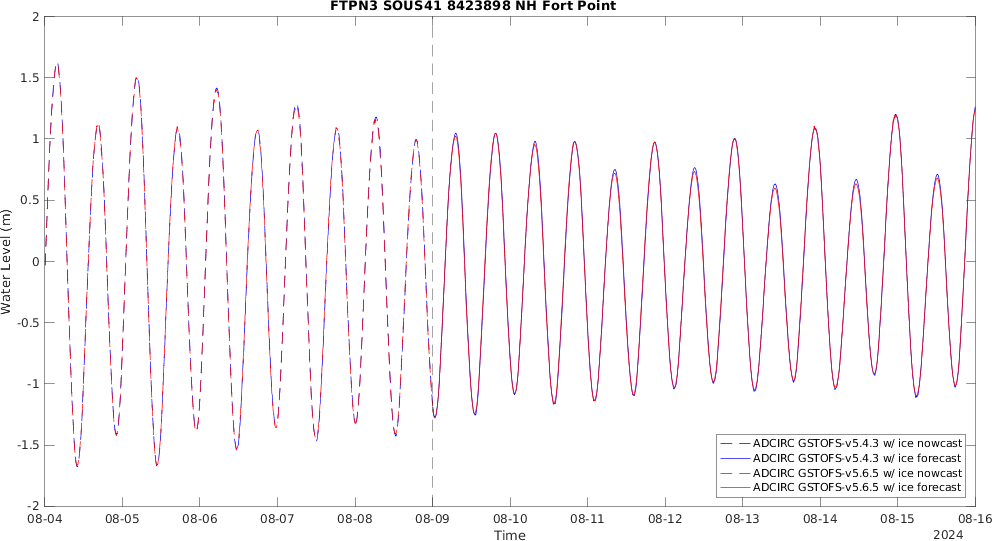 FTPN3 SOUS41 8423898 NH Fort Point
2
1.5
1
0.5
0
-0.5
-1
-1.5
-2
Water Level (m)
ADCIRC GSTOFS-v5.4.3 w/ ice nowcast
ADCIRC GSTOFS-v5.4.3 w/ ice forecast
ADCIRC GSTOFS-v5.6.5 w/ ice nowcast
ADCIRC GSTOFS-v5.6.5 w/ ice forecast
08-04 08-05 08-06 08-07 08-08 08-09 08-10 08-11 08-12 08-13 08-14 08-15 08-16
Time
2024